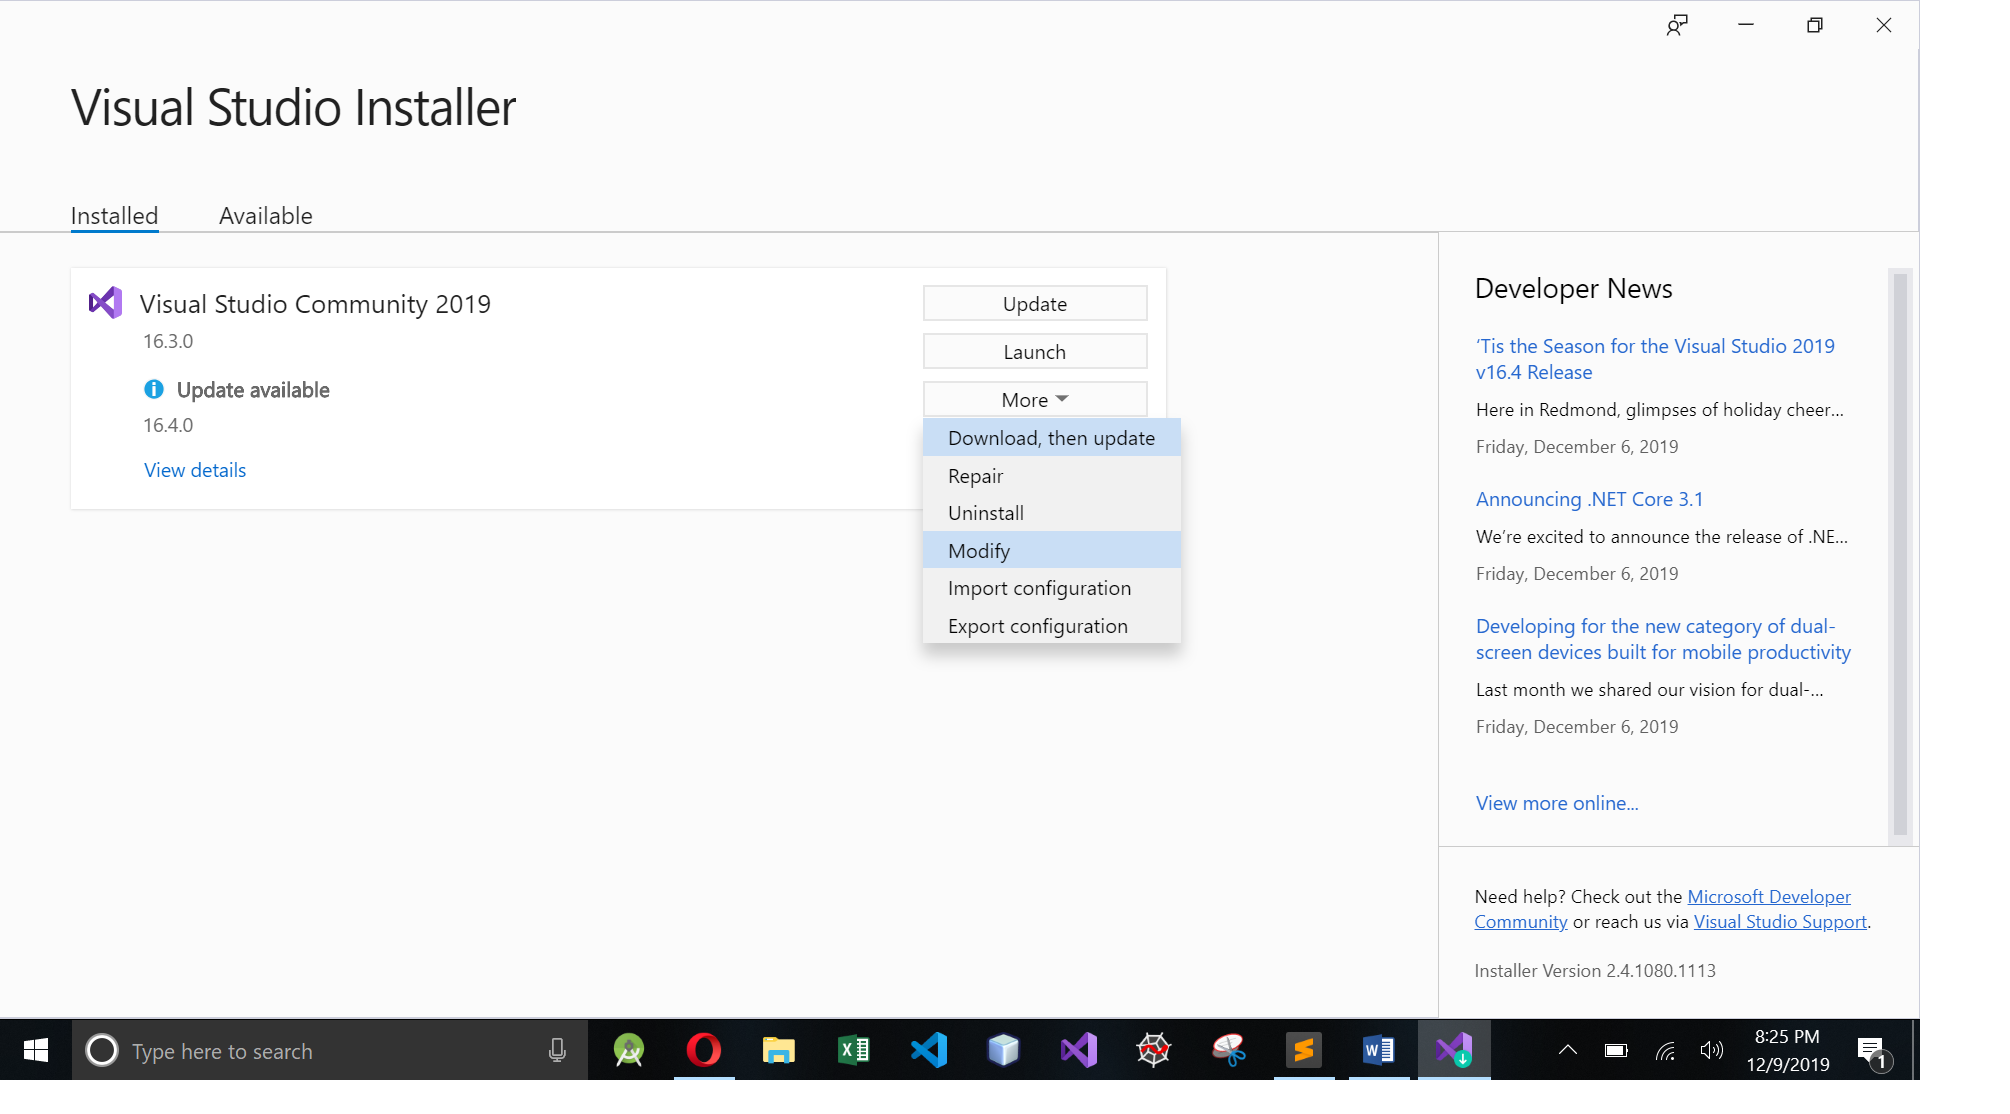 Visual Studio Installer
Installed
Available
Visual Studio Community 2019
16.3.0
Update available
16.4.0
View details
Update
Launch
More
Download, then update
Repair
Uninstall
Modify
Import configuration
Export configuration
Developer News
‘Tis the Season for the Visual Studio 2019
v16.4 Release
Here in Redmond, glimpses of holiday cheer...
Friday, December 6, 2019
Announcing .NET Core 3.1
We’re excited to announce the release of .NE...
Friday, December 6, 2019
Developing for the new category of dual-
screen devices built for mobile productivity
Last month we shared our vision for dual-...
Friday, December 6, 2019
View more online...
Need help? Check out the Microsoft Developer
Community or reach us via Visual Studio Support.
Installer Version 2.4.1080.1113
Type here to search
8:25 PM
12/9/2019
1